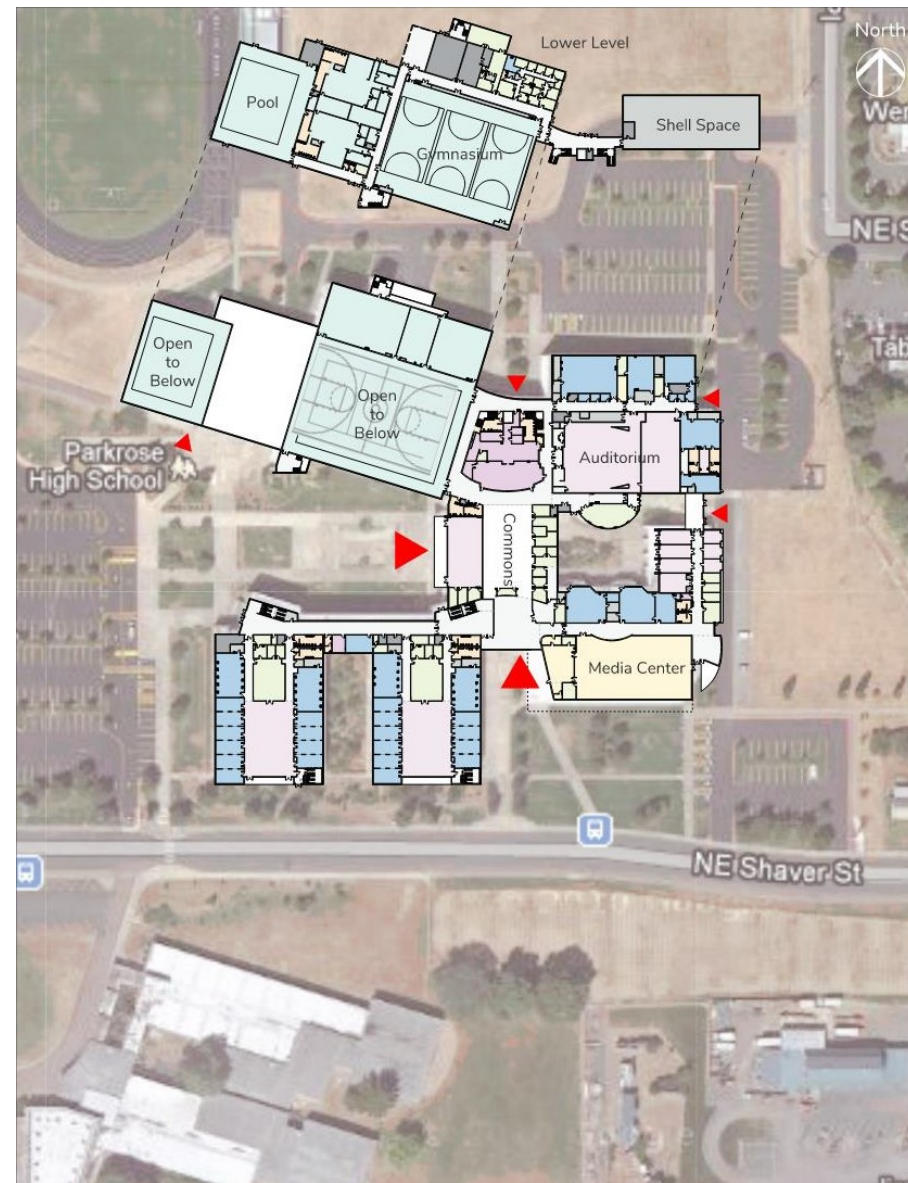 North
Lower Level
Pool
Shell Space
Gymnasium
Open
to
Below
Open
to
Below
Parkrose
High School
Auditorium
Commons
Media Center
NE Shaver St